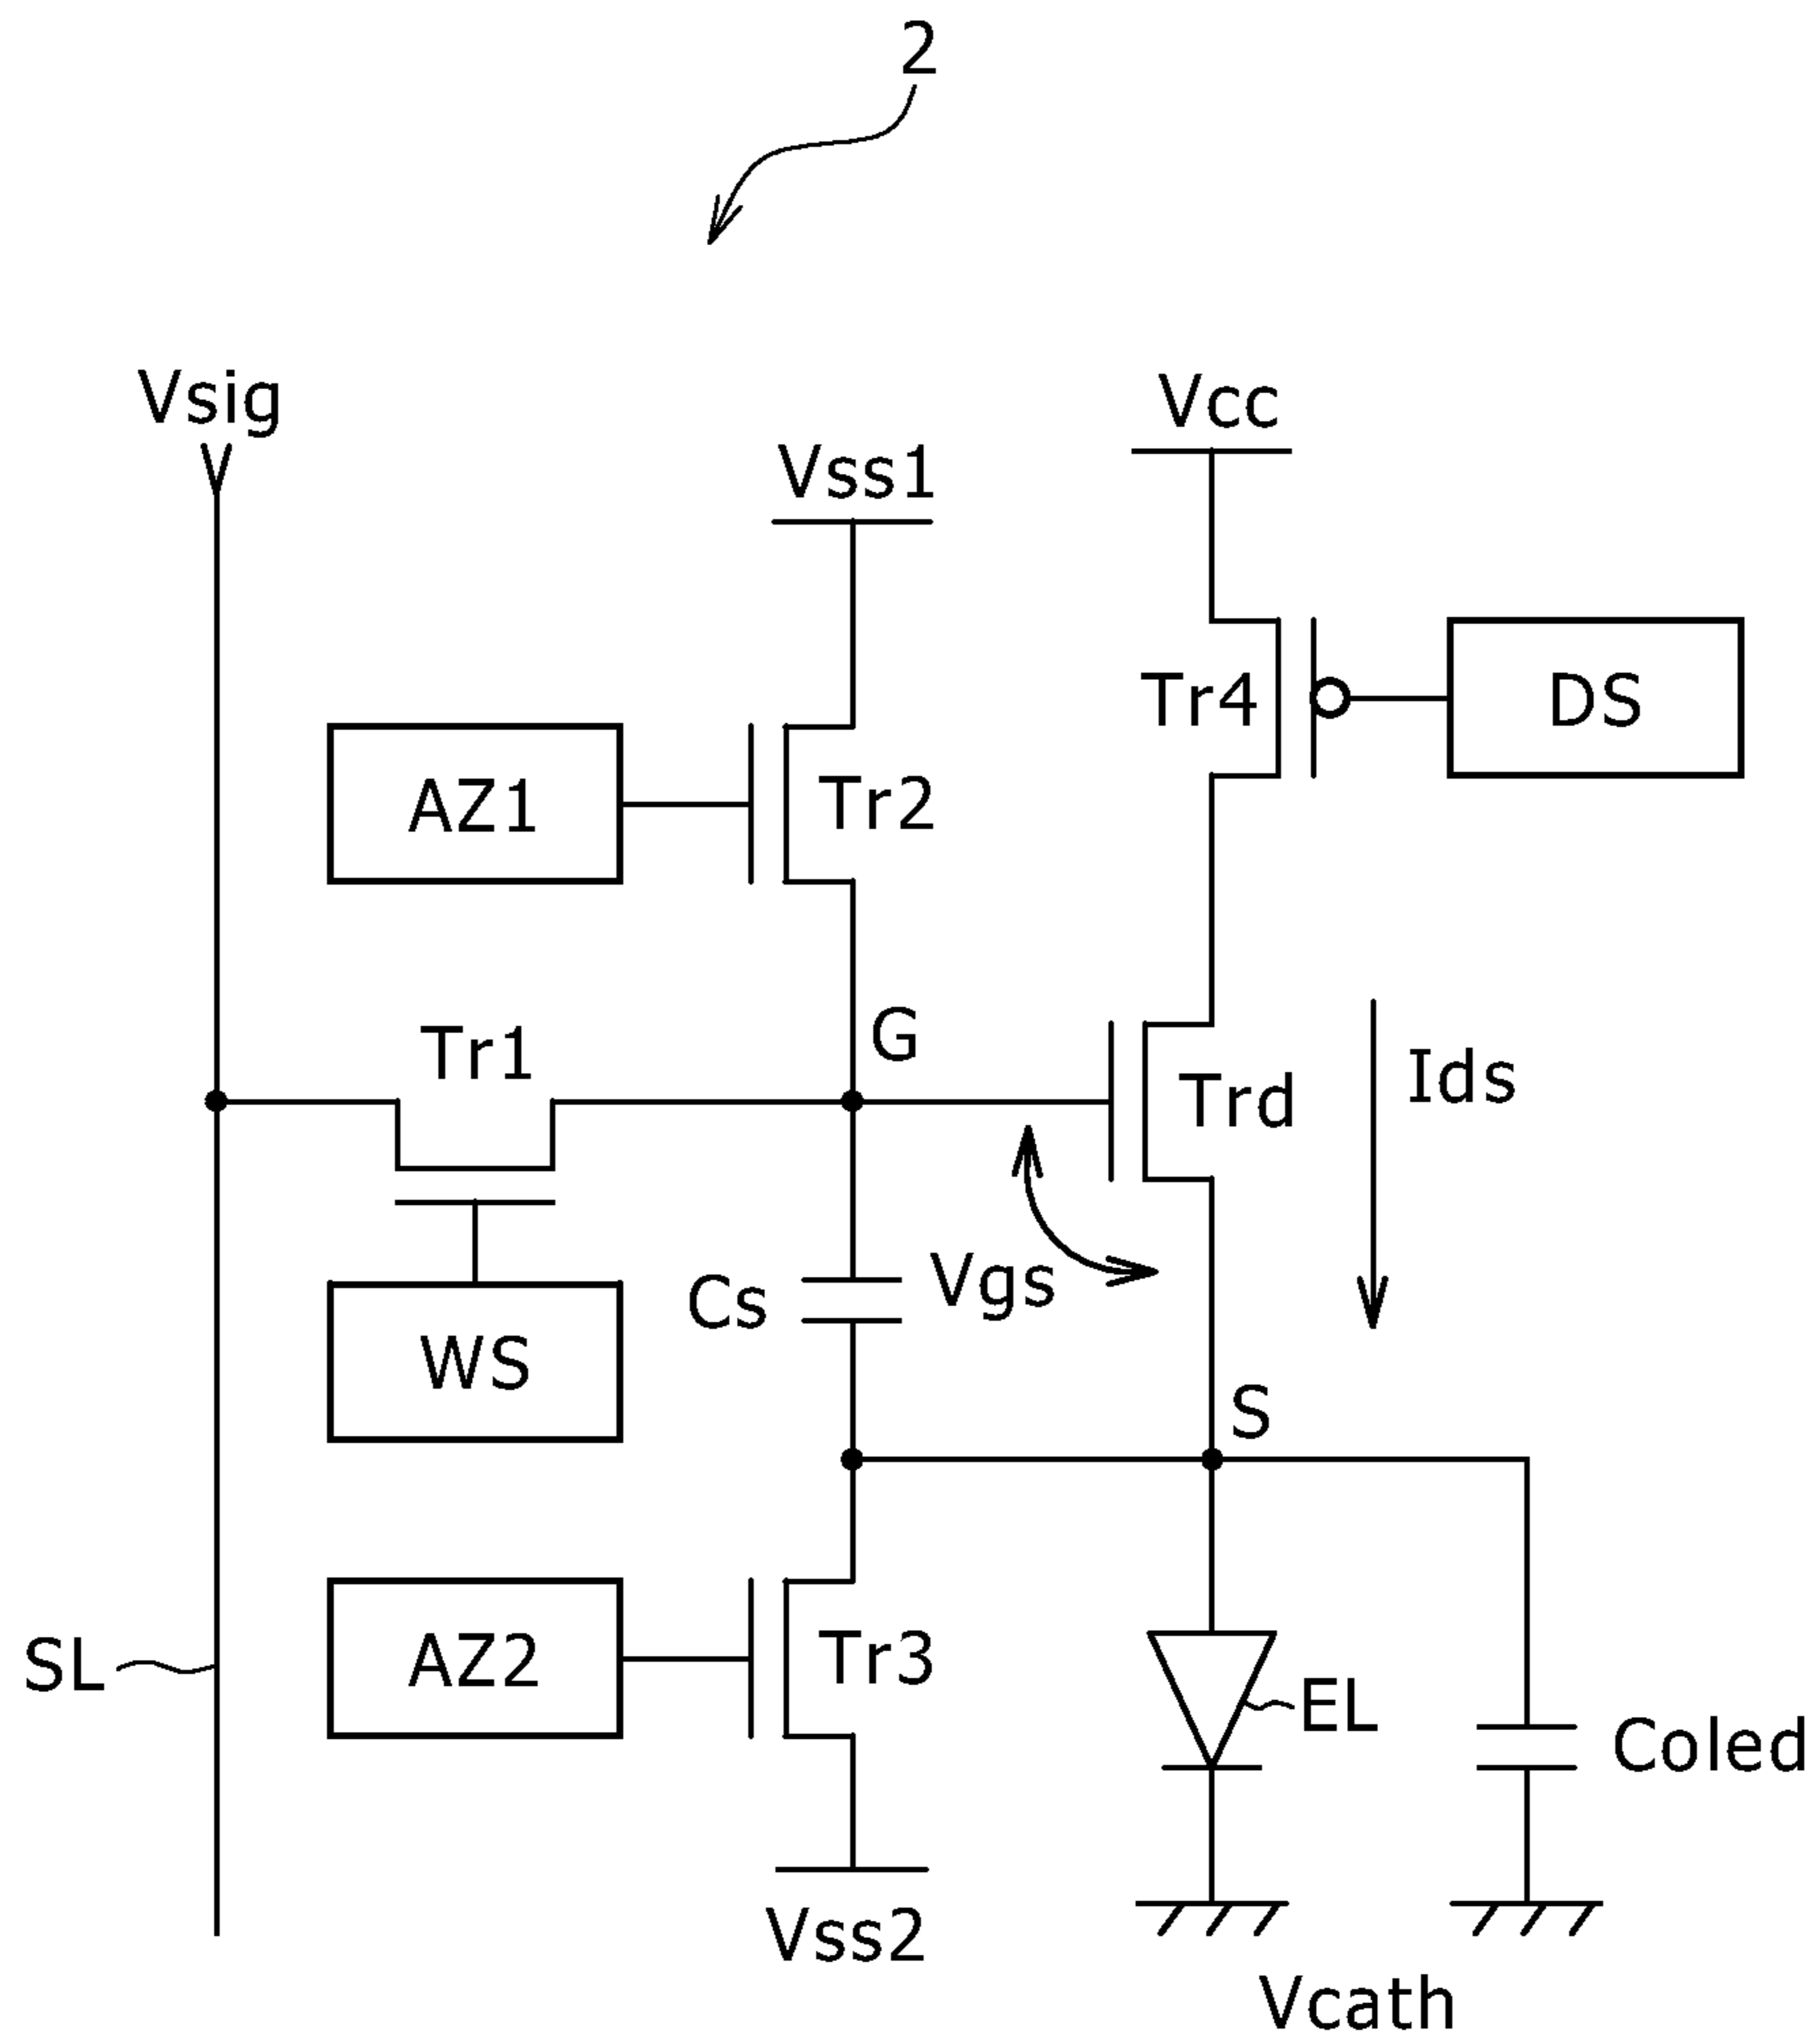 2
Vsig
Vcc
Vss1
Tr4
DS
AZ1
Tr2
G
Tr1
Ids
Trd
Vgs
Cs
WS
S
SL
AZ2
Tr3
EL
Coled
Vss2
Vcath